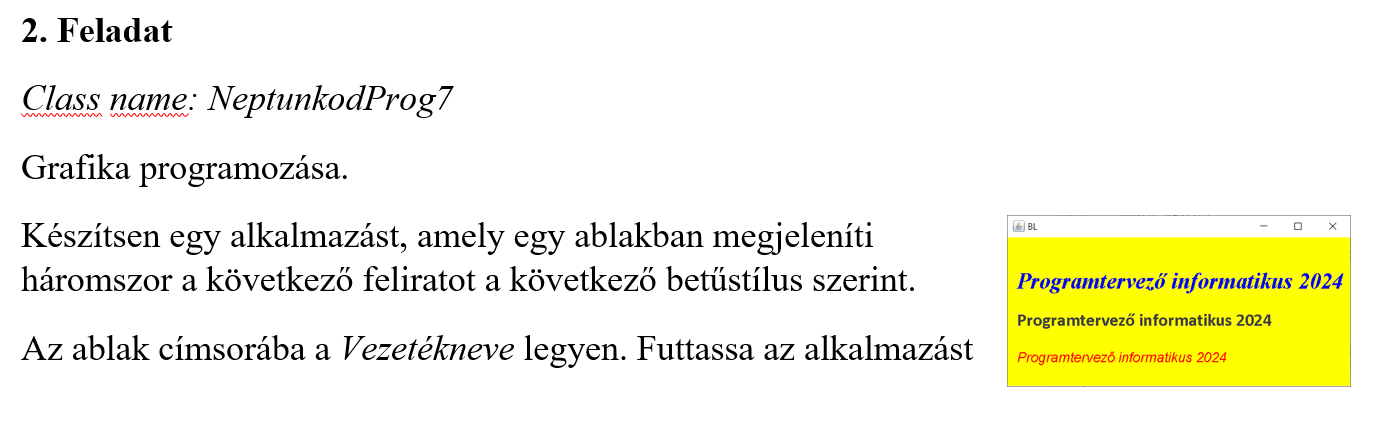 2. Feladat
Class name: NeptunkodProg7
Grafika programozása.
Készítsen egy alkalmazást, amely egy ablakban megjeleníti
háromszor a következő feliratot a következő betűstílus szerint.
Az ablak címsorába a Vezetékneve legyen. Futtassa az alkalmazást
BL
Programtervező informatikus 2024
Programtervező informatikus 2024
Programtervező informatikus 2024